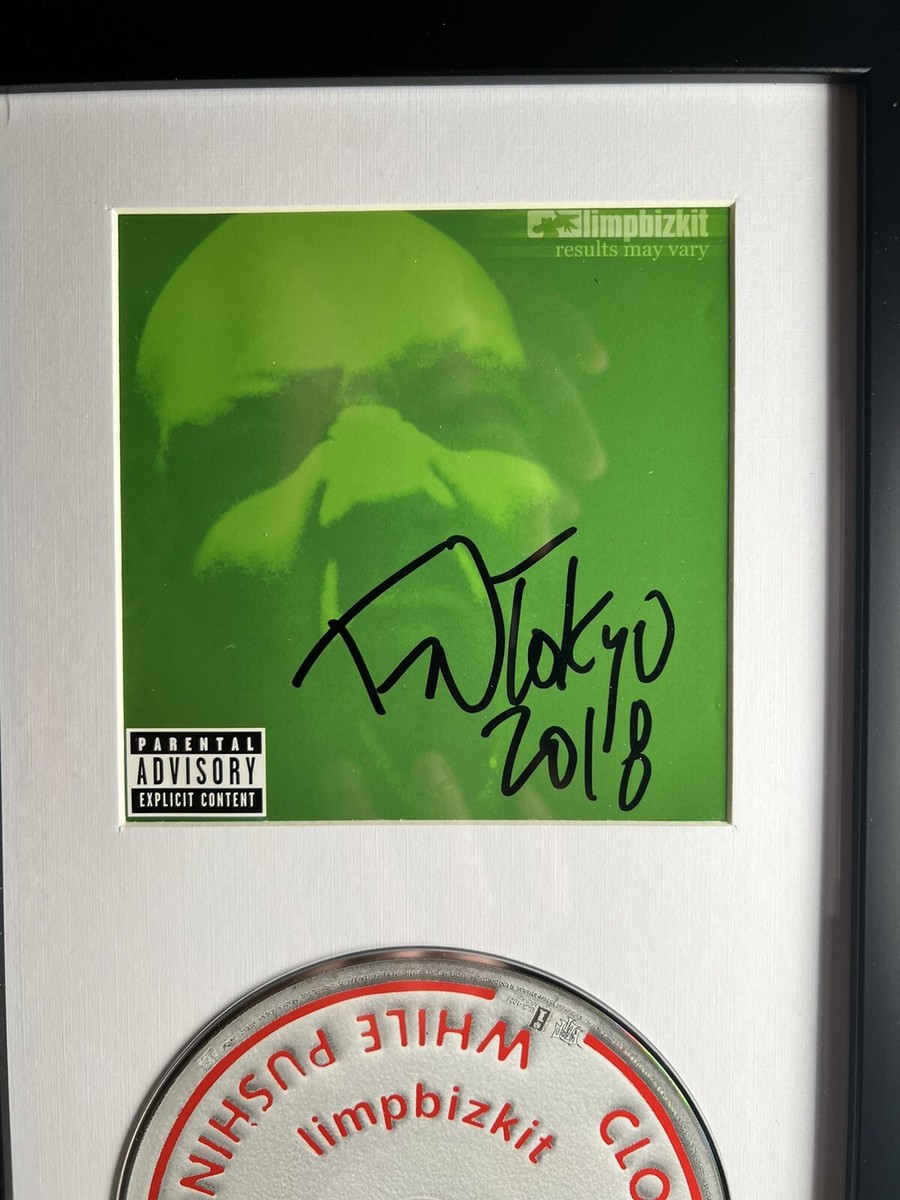 limpbizkit
results may vary
Tokyo
2018
PARENTAL
ADVISORY
EXPLICIT CONTENT
WHILE PUSHIN
CLO
limpbizkit